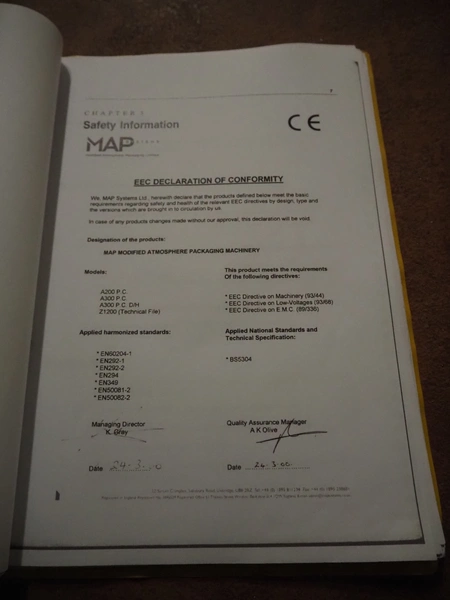 CHAPTER 1
Safety Information
CE
MAP
EEC DECLARATION OF CONFORMITY
We, MAP Systems Ltd., herewith declare that the products defined below meet the basic
requirements regarding safety and health of the relevant EEC directives by design, type and
the versions which are brought in to circulation by us
In case of any products changes made without our approval, this declaration will be void.
Designation of the products:
MAP MODIFIED ATMOSPHERE PACKAGING MACHINERY
Models:
A200 P.C.
A300 P.C.
A300 P.C. D/H
Z1200 (Technical File)
This product meets the requirements
Of the following directives:
* EEC Directive on Machinery (93/44)
* EEC Directive on Low-Voltages (93/68)
* EEC Directive on E.M.C. (89/336)
Applied harmonized standards:
* EN60204-1
* EN292-1
* EN292-2
* EN294
* EN349
* EN50081-2
* EN50082-2
Applied National Standards and
Technical Specification:
* BS5304
Managing Director
K. Gray
Date 24.3.00
Quality Assurance Manager
A K Olive
Date 24.3.00